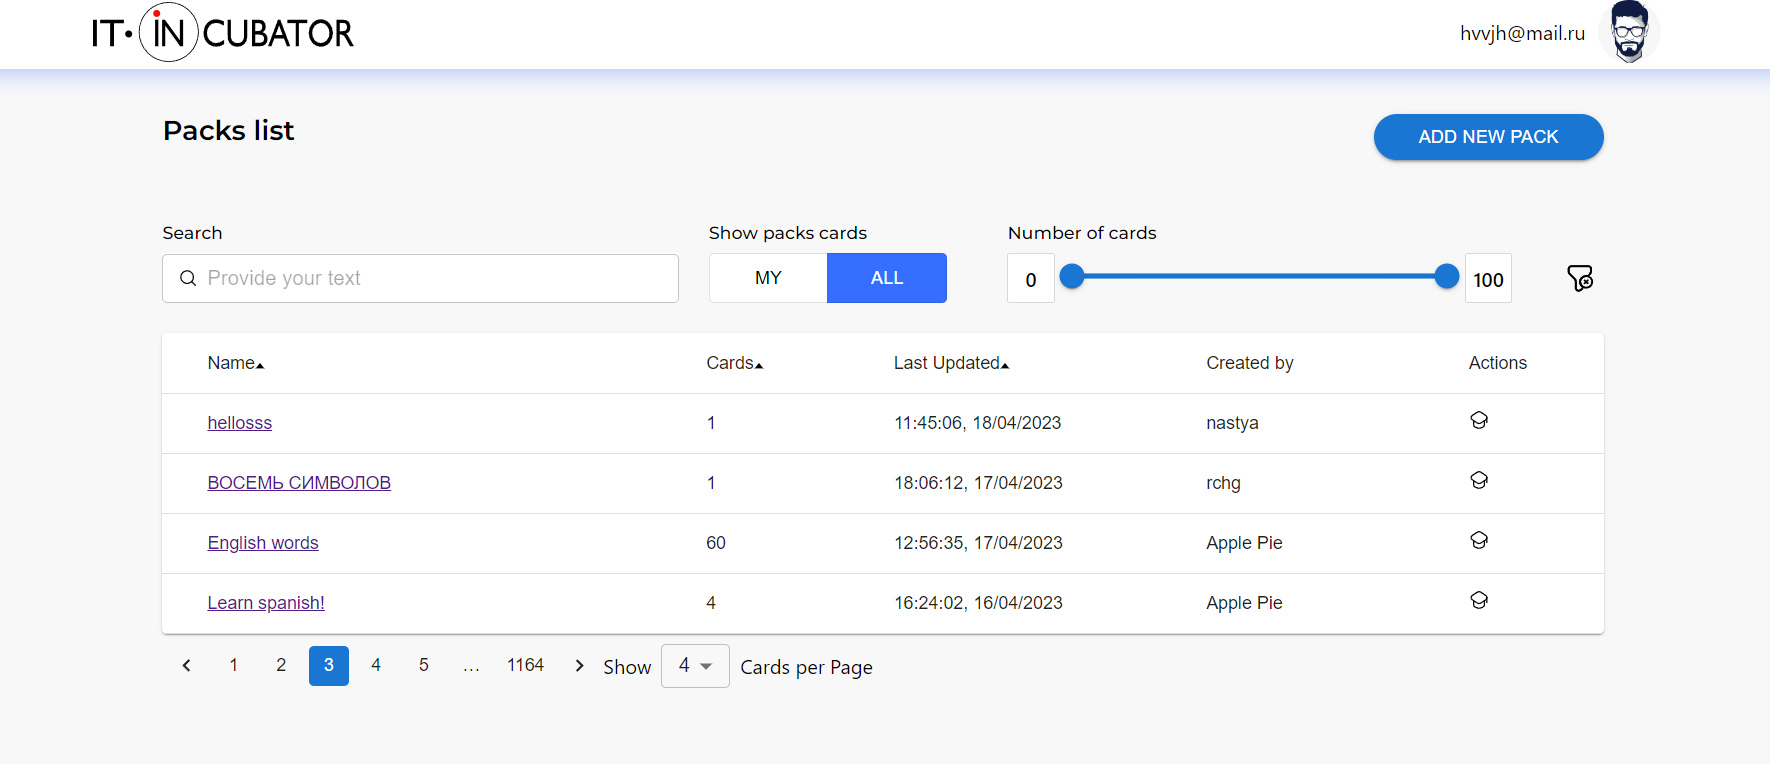 IT·INCUBATOR
hvvjh@mail.ru
Packs list
ADD NEW PACK
Search
Show packs cards
Number of cards
Provide your text
MY
ALL
0
100
Name
Cards
Last Updated
Created by
Actions
hellosss 1 11:45:06, 18/04/2023 nastya
ВОСЕМЬ СИМВОЛОВ 1 18:06:12, 17/04/2023 rchg
English words 60 12:56:35, 17/04/2023 Apple Pie
Learn spanish! 4 16:24:02, 16/04/2023 Apple Pie
1 2 3 4 5 ... 1164 Show 4 Cards per Page